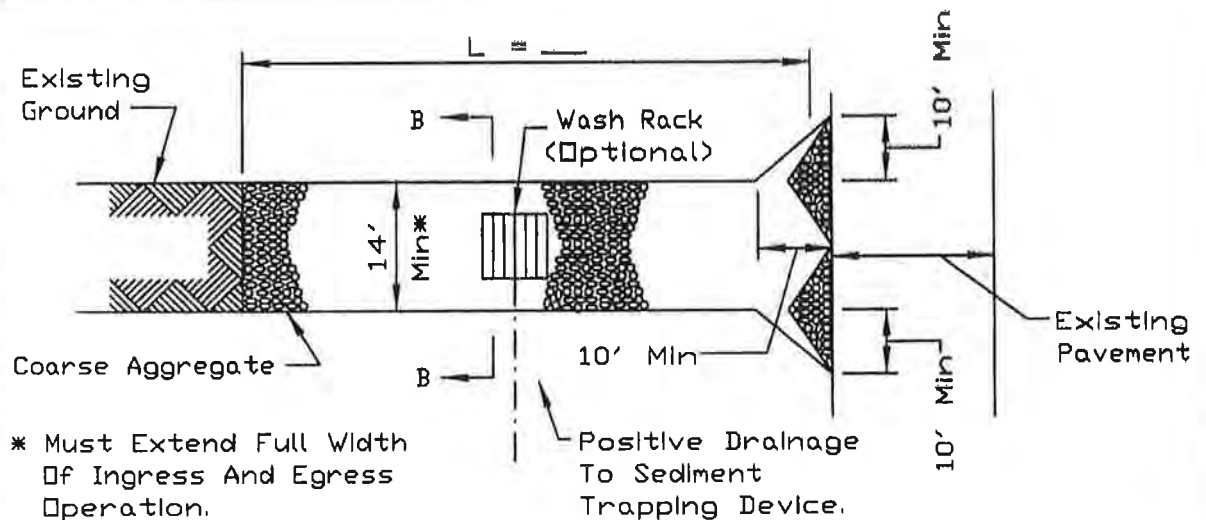 L = ___
10' Min
Existing
Ground
B
Wash Rack
(Optional)
14'
Min*
10' Min
Existing
Pavement
Coarse Aggregate
B
10' Min
* Must Extend Full Width
Of Ingress And Egress
Operation.
Positive Drainage
To Sediment
Trapping Device.